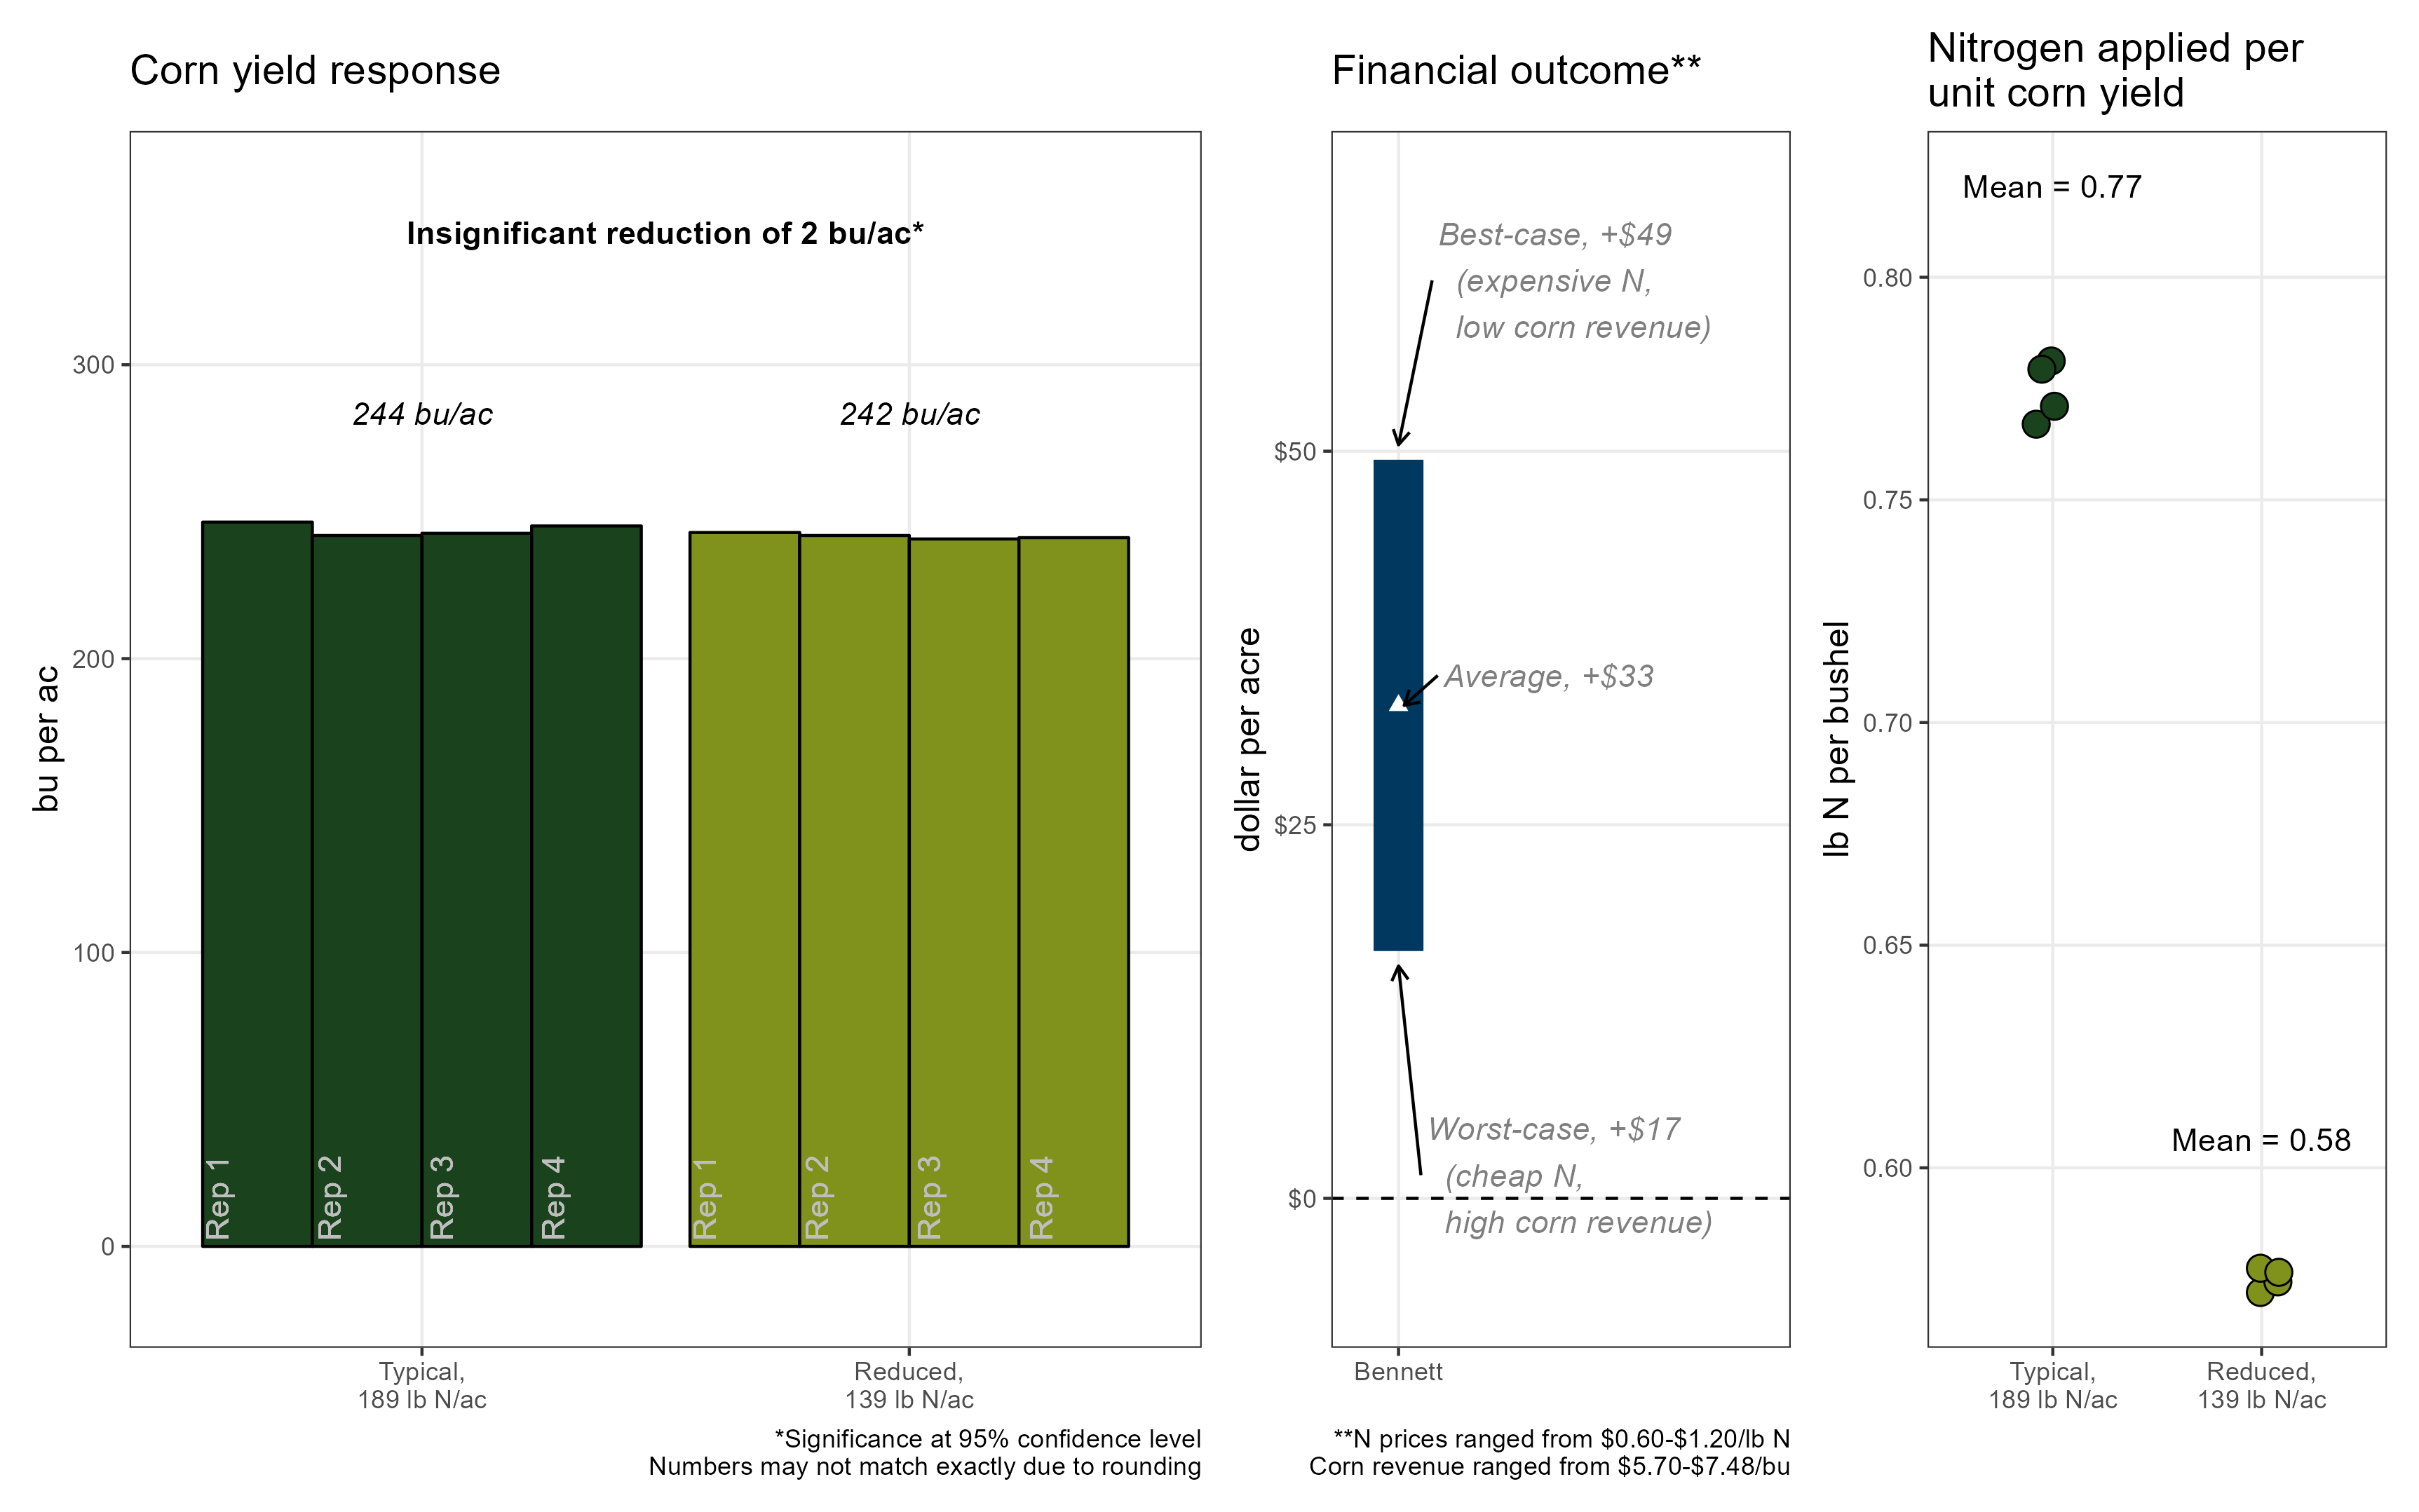 Corn yield response
Insignificant reduction of 2 bu/ac*
244 bu/ac
242 bu/ac
bu per ac
300
200
100
0
Rep 1
Rep 2
Rep 3
Rep 4
Rep 1
Rep 2
Rep 3
Rep 4
Typical,
189 lb N/ac
Reduced,
139 lb N/ac
*Significance at 95% confidence level
Numbers may not match exactly due to rounding
Financial outcome**
Best-case, +$49
(expensive N,
low corn revenue)
Average, +$33
Worst-case, +$17
(cheap N,
high corn revenue)
dollar per acre
$50
$25
$0
Bennett
**N prices ranged from $0.60-$1.20/lb N
Corn revenue ranged from $5.70-$7.48/bu
Nitrogen applied per
unit corn yield
Mean = 0.77
Mean = 0.58
lb N per bushel
0.80
0.75
0.70
0.65
0.60
Typical,
189 lb N/ac
Reduced,
139 lb N/ac